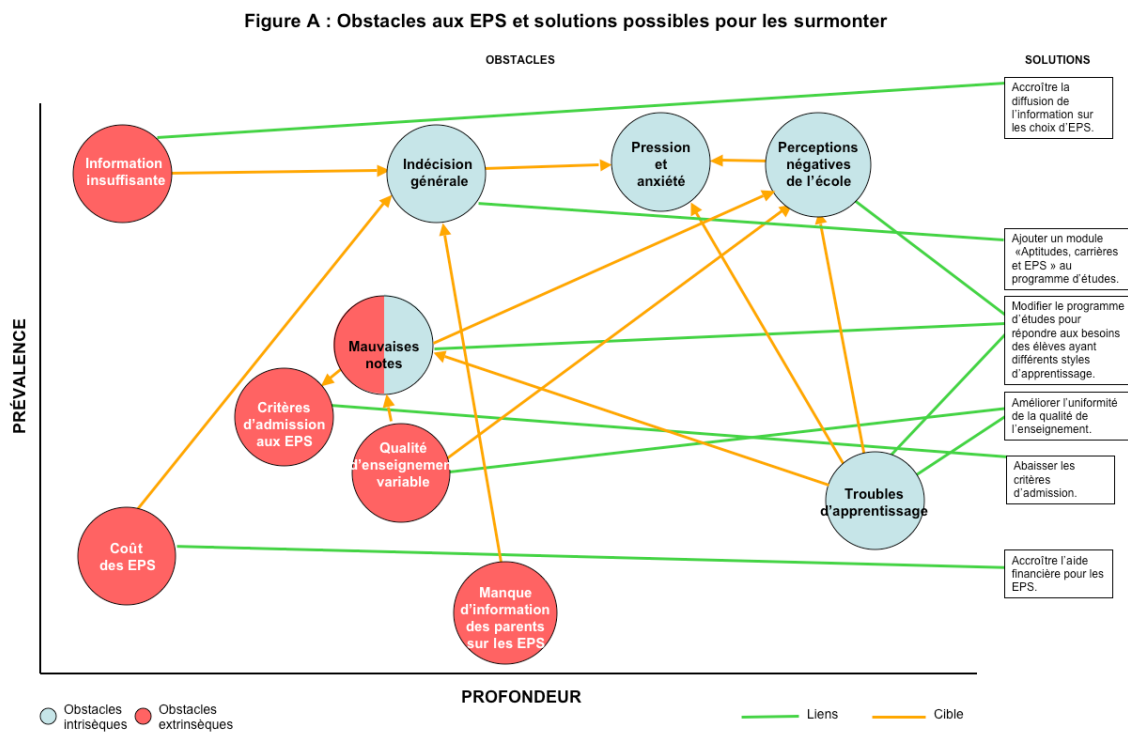 Figure A : Obstacles aux EPS et solutions possibles pour les surmonter
OBSTACLES
SOLUTIONS
Accroître la
diffusion de
l'information sur
les choix d'EPS.
Information
insuffisante
Indécision
générale
Pression
et
anxiété
Perceptions
négatives
de l'école
Ajouter un module
«Aptitudes, carrières
et EPS » au
programme d'études.
Modifier le programme
d'études pour
répondre aux besoins
des élèves ayant
différents styles
d'apprentissage.
Mauvaises
notes
Critères
d'admission
aux EPS
Améliorer l'uniformité
de la qualité de
l'enseignement.
Qualité
d'enseignement
variable
Abaisser les
critères
d'admission.
Troubles
d'apprentissage
Coût
des EPS
Accroître l'aide
financière pour les
EPS.
Manque
d'information
des parents
sur les EPS
PRÉVALENCE
PROFONDEUR
Obstacles
intrisèques
Obstacles
extrinsèques
Liens
Cible